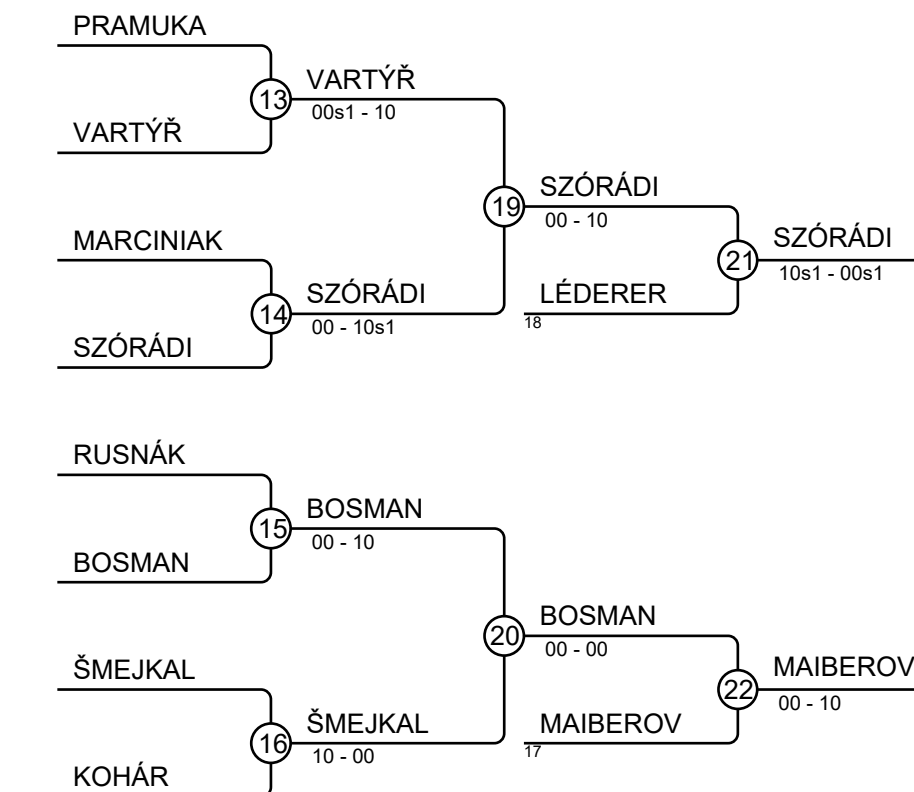 PRAMUKA
13
VARTÝŘ
00s1 - 10
VARTÝŘ
19
SZÓRÁDI
00 - 10
MARCINIAK
21
SZÓRÁDI
10s1 - 00s1
14
SZÓRÁDI
00 - 10s1
LÉDERER
18
SZÓRÁDI
RUSNÁK
15
BOSMAN
00 - 10
BOSMAN
20
BOSMAN
00 - 00
ŠMEJKAL
22
MAIBEROV
00 - 10
16
ŠMEJKAL
10 - 00
MAIBEROV
17
KOHÁR